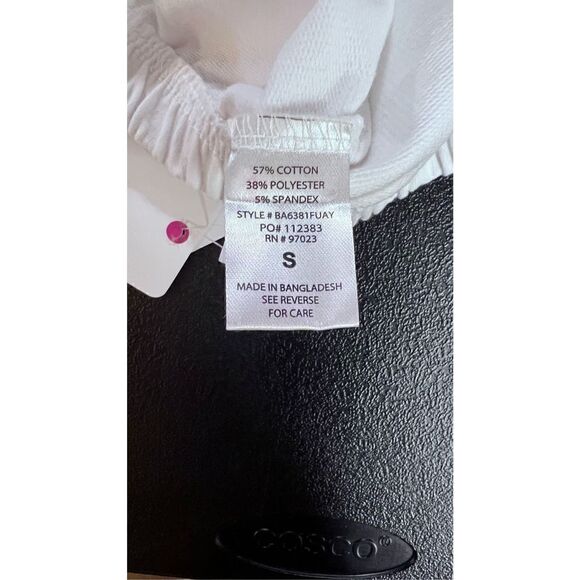 57% COTTON
38% POLYESTER
5% SPANDEX
STYLE # BA6381FUAY
PO# 112383
RN # 97023
S
MADE IN BANGLADESH
SEE REVERSE
FOR CARE
COSCO®